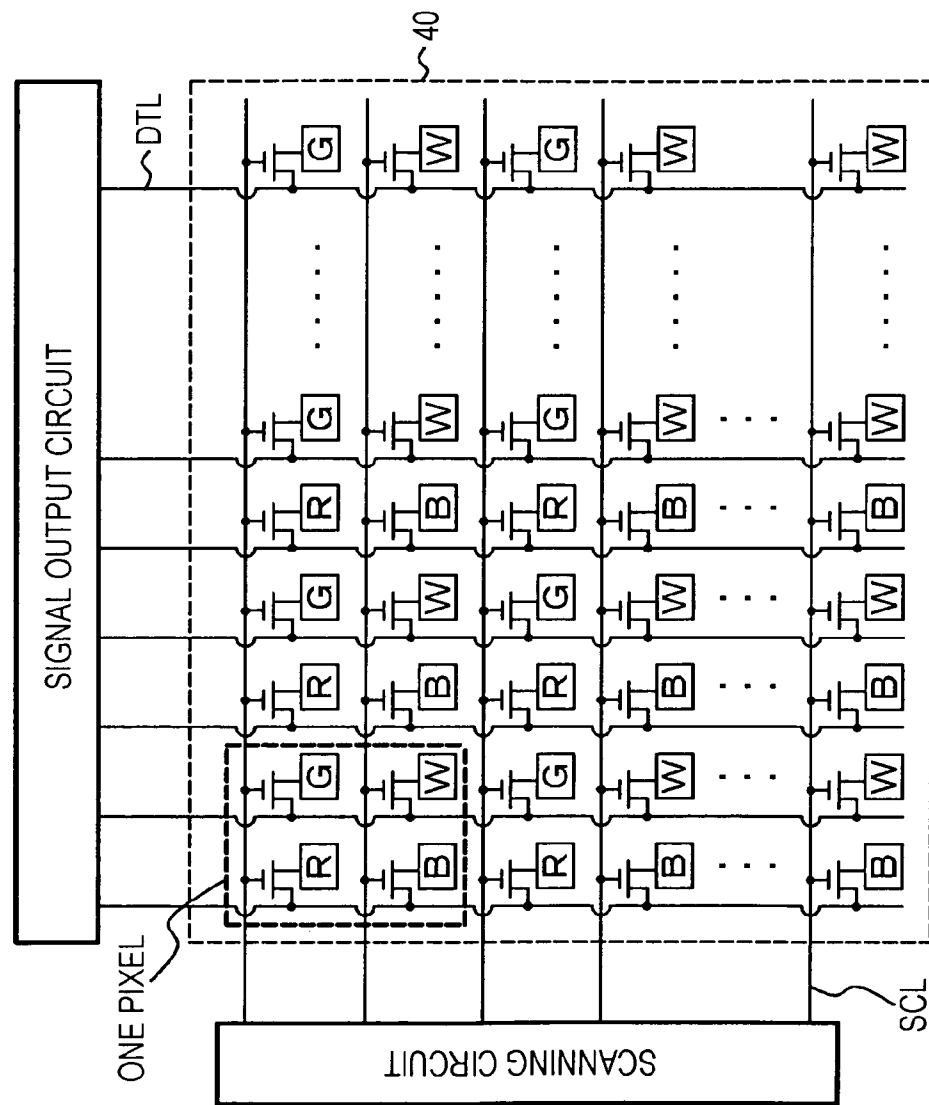 SIGNAL OUTPUT CIRCUIT
ONE PIXEL
DTL
40
R G R G R G G
B W B W B W W
R G R G R G G
B W B W B W W
B W B W B W W
SCANNING CIRCUIT
SCL